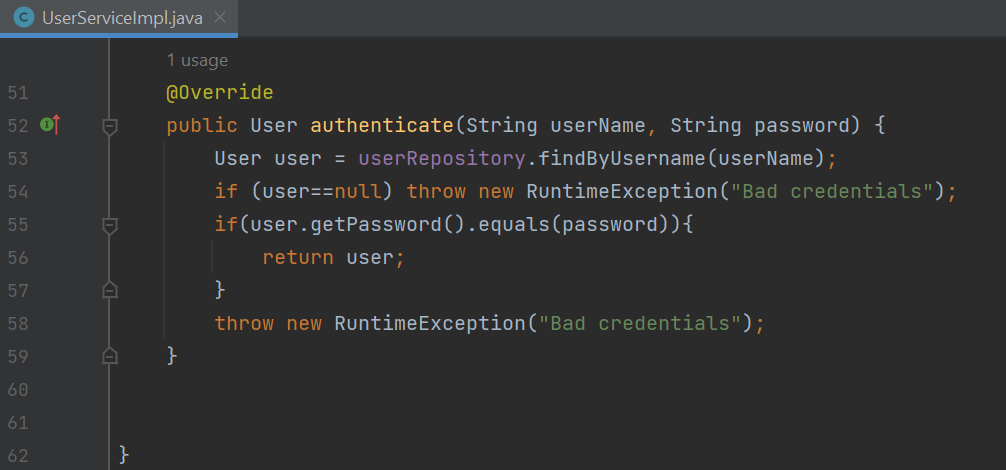 UserServiceImpl.java
1 usage
51 @Override
52 public User authenticate(String userName, String password) {
53 User user = userRepository.findByUsername(userName);
54 if (user==null) throw new RuntimeException("Bad credentials");
55 if(user.getPassword().equals(password)){
56 return user;
57 }
58 throw new RuntimeException("Bad credentials");
59 }
60
61
62 }